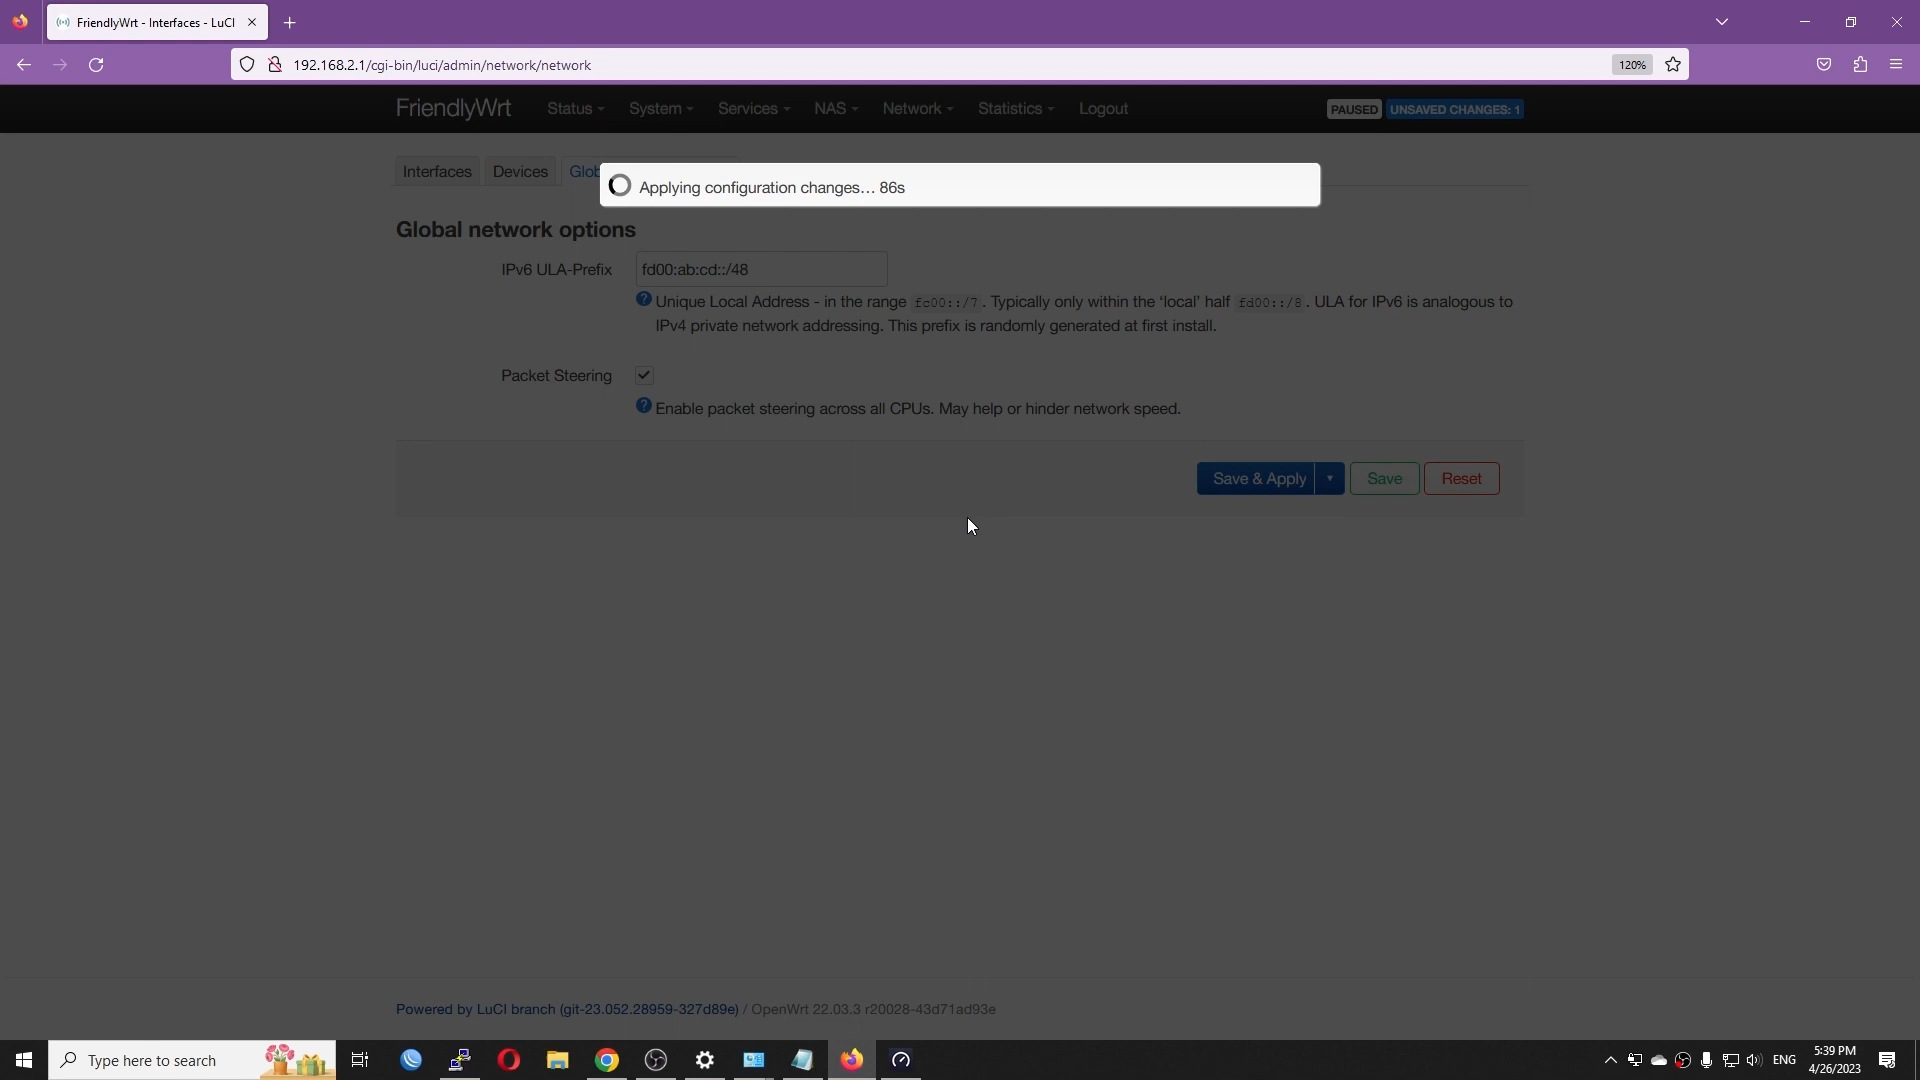 FriendlyWrt - Interfaces - LuCI
192.168.2.1/cgi-bin/luci/admin/network/network
120%
FriendlyWrt Status System Services NAS Network Statistics Logout PAUSED UNSAVED CHANGES: 1
Interfaces Devices Glob
Applying configuration changes… 86s
Global network options
IPv6 ULA-Prefix fd00:ab:cd::/48
Unique Local Address - in the range fc00::/7. Typically only within the ‘local’ half fd00::/8. ULA for IPv6 is analogous to
IPv4 private network addressing. This prefix is randomly generated at first install.
Packet Steering
Enable packet steering across all CPUs. May help or hinder network speed.
Save & Apply Save Reset
Powered by LuCI branch (git-23.052.28959-327d89e) / OpenWrt 22.03.3 r20028-43d71ad93e
Type here to search
ENG
5:39 PM
4/26/2023